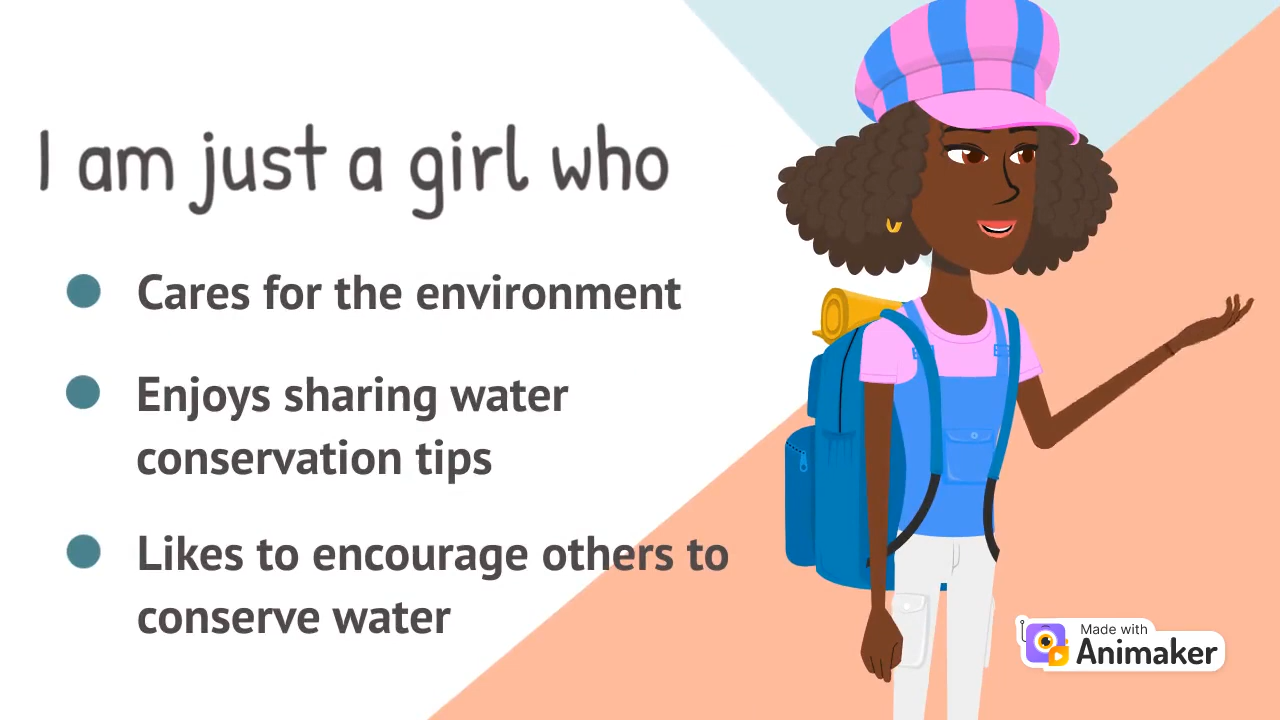 I am just a girl who
Cares for the environment
Enjoys sharing water
conservation tips
Likes to encourage others to
conserve water
Made with
Animaker